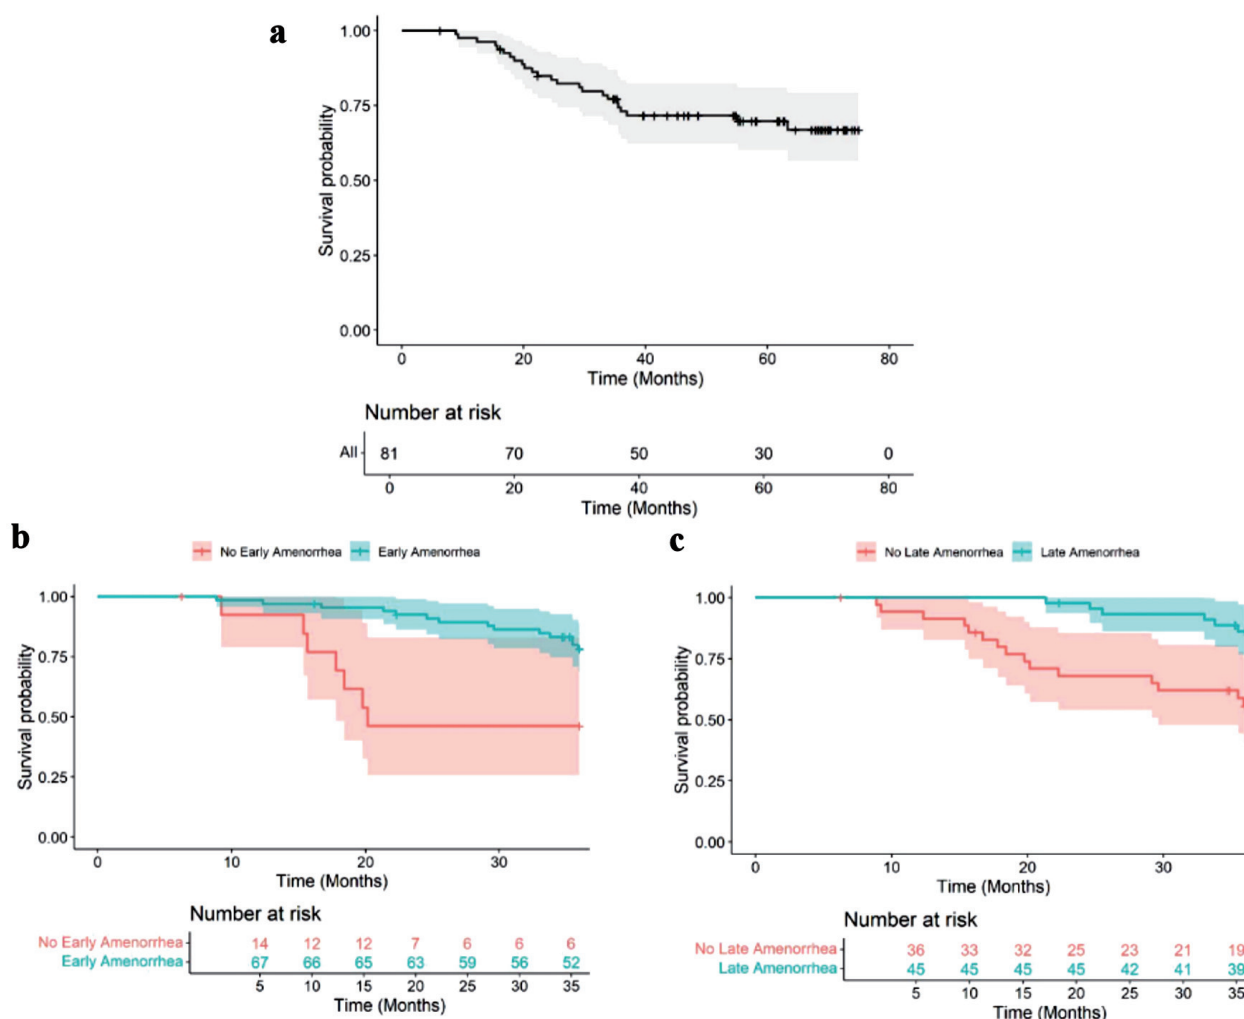 a
1.00
0.75
0.50
0.25
0.00
Survival probability
0 20 40 60 80
Time (Months)
Number at risk
All 81 70 50 30 0
0 20 40 60 80
Time (Months)
b
No Early Amenorrhea Early Amenorrhea
1.00
0.75
0.50
0.25
0.00
Survival probability
0 10 20 30
Time (Months)
Number at risk
No Early Amenorrhea 14 12 12 7 6 6 6
Early Amenorrhea 67 66 65 63 59 56 52
5 10 15 20 25 30 35
Time (Months)
c
No Late Amenorrhea Late Amenorrhea
1.00
0.75
0.50
0.25
0.00
Survival probability
0 10 20 30
Time (Months)
Number at risk
No Late Amenorrhea 36 33 32 25 23 21 19
Late Amenorrhea 45 45 45 45 42 41 39
5 10 15 20 25 30 35
Time (Months)